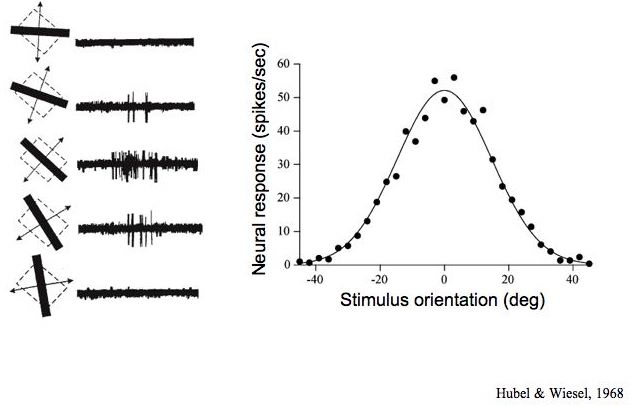 Neural response (spikes/sec)
60
50
40
30
20
10
0
-40 -20 0 20 40
Stimulus orientation (deg)
Hubel & Wiesel, 1968